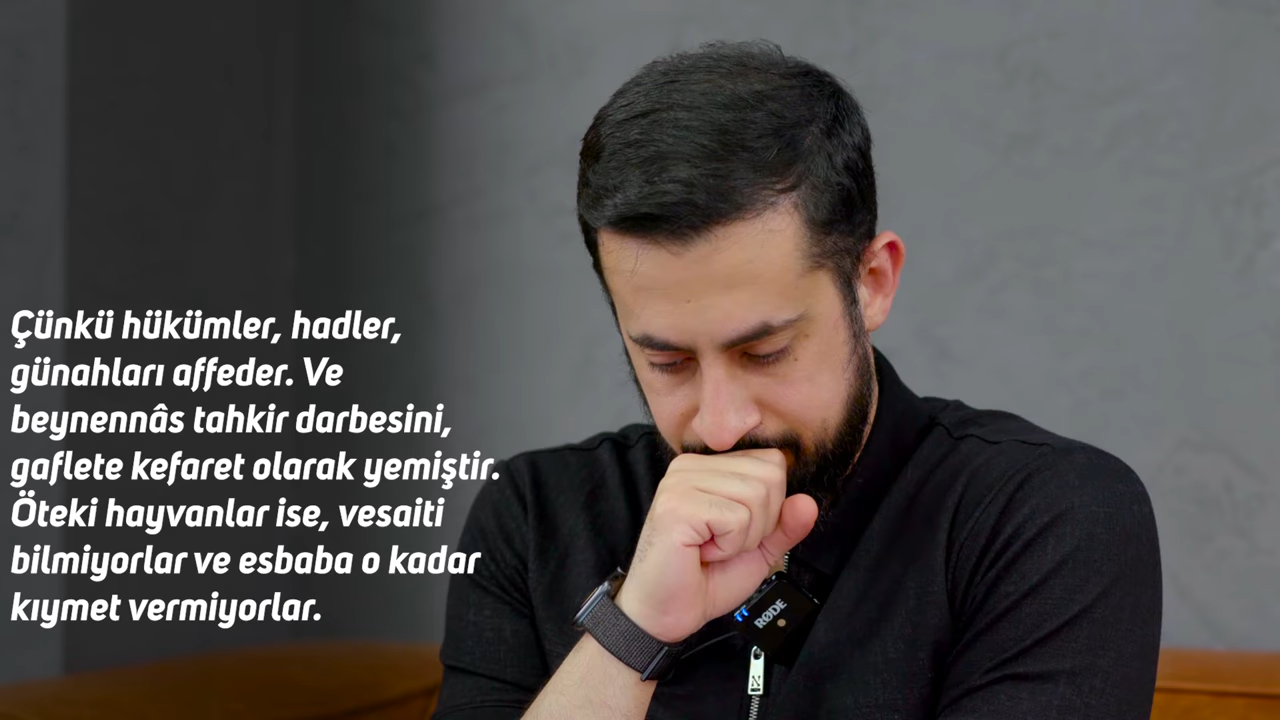 Çünkü hükümler, hadler,
günahları affeder. Ve
beynennâs tahkir darbesini,
gaflete kefaret olarak yemiştir.
Öteki hayvanlar ise, vesaiti
bilmiyorlar ve esbaba o kadar
kıymet vermiyorlar.
RØDE
N